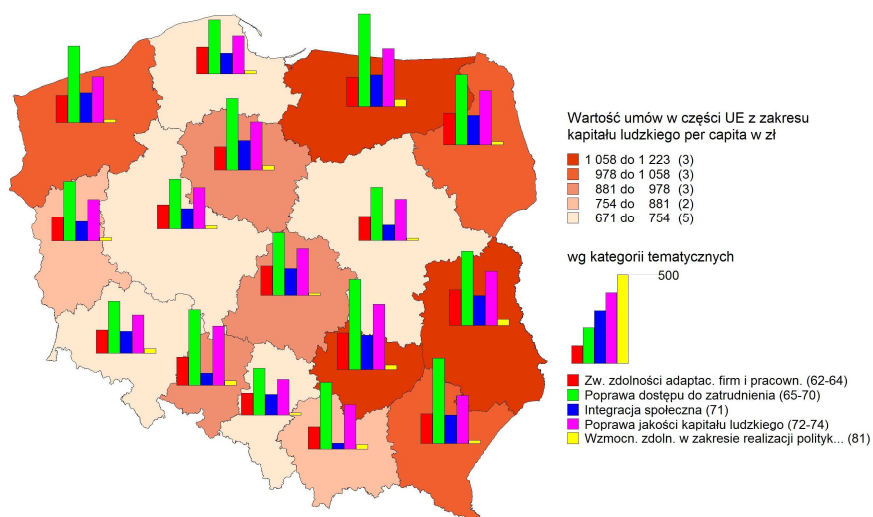 Wartość umów w części UE z zakresu
kapitału ludzkiego per capita w zł
1 058 do 1 223 (3)
978 do 1 058 (3)
881 do 978 (3)
754 do 881 (2)
671 do 754 (5)
wg kategorii tematycznych
500
Zw. zdolności adaptac. firm i pracown. (62-64)
Poprawa dostępu do zatrudnienia (65-70)
Integracja społeczna (71)
Poprawa jakości kapitału ludzkiego (72-74)
Wzmocn. zdoln. w zakresie realizacji polityk... (81)